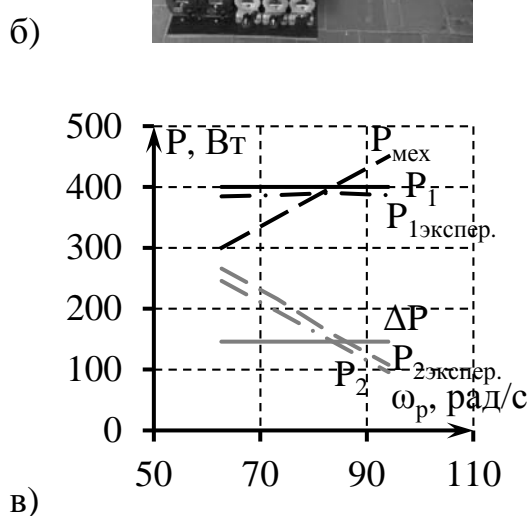 б)
500
P, Вт
Pмех
400
P1
P1экспер.
300
200
ΔP
100
P2
P2экспер.
ωр, рад/с
0
50
70
90
110
в)